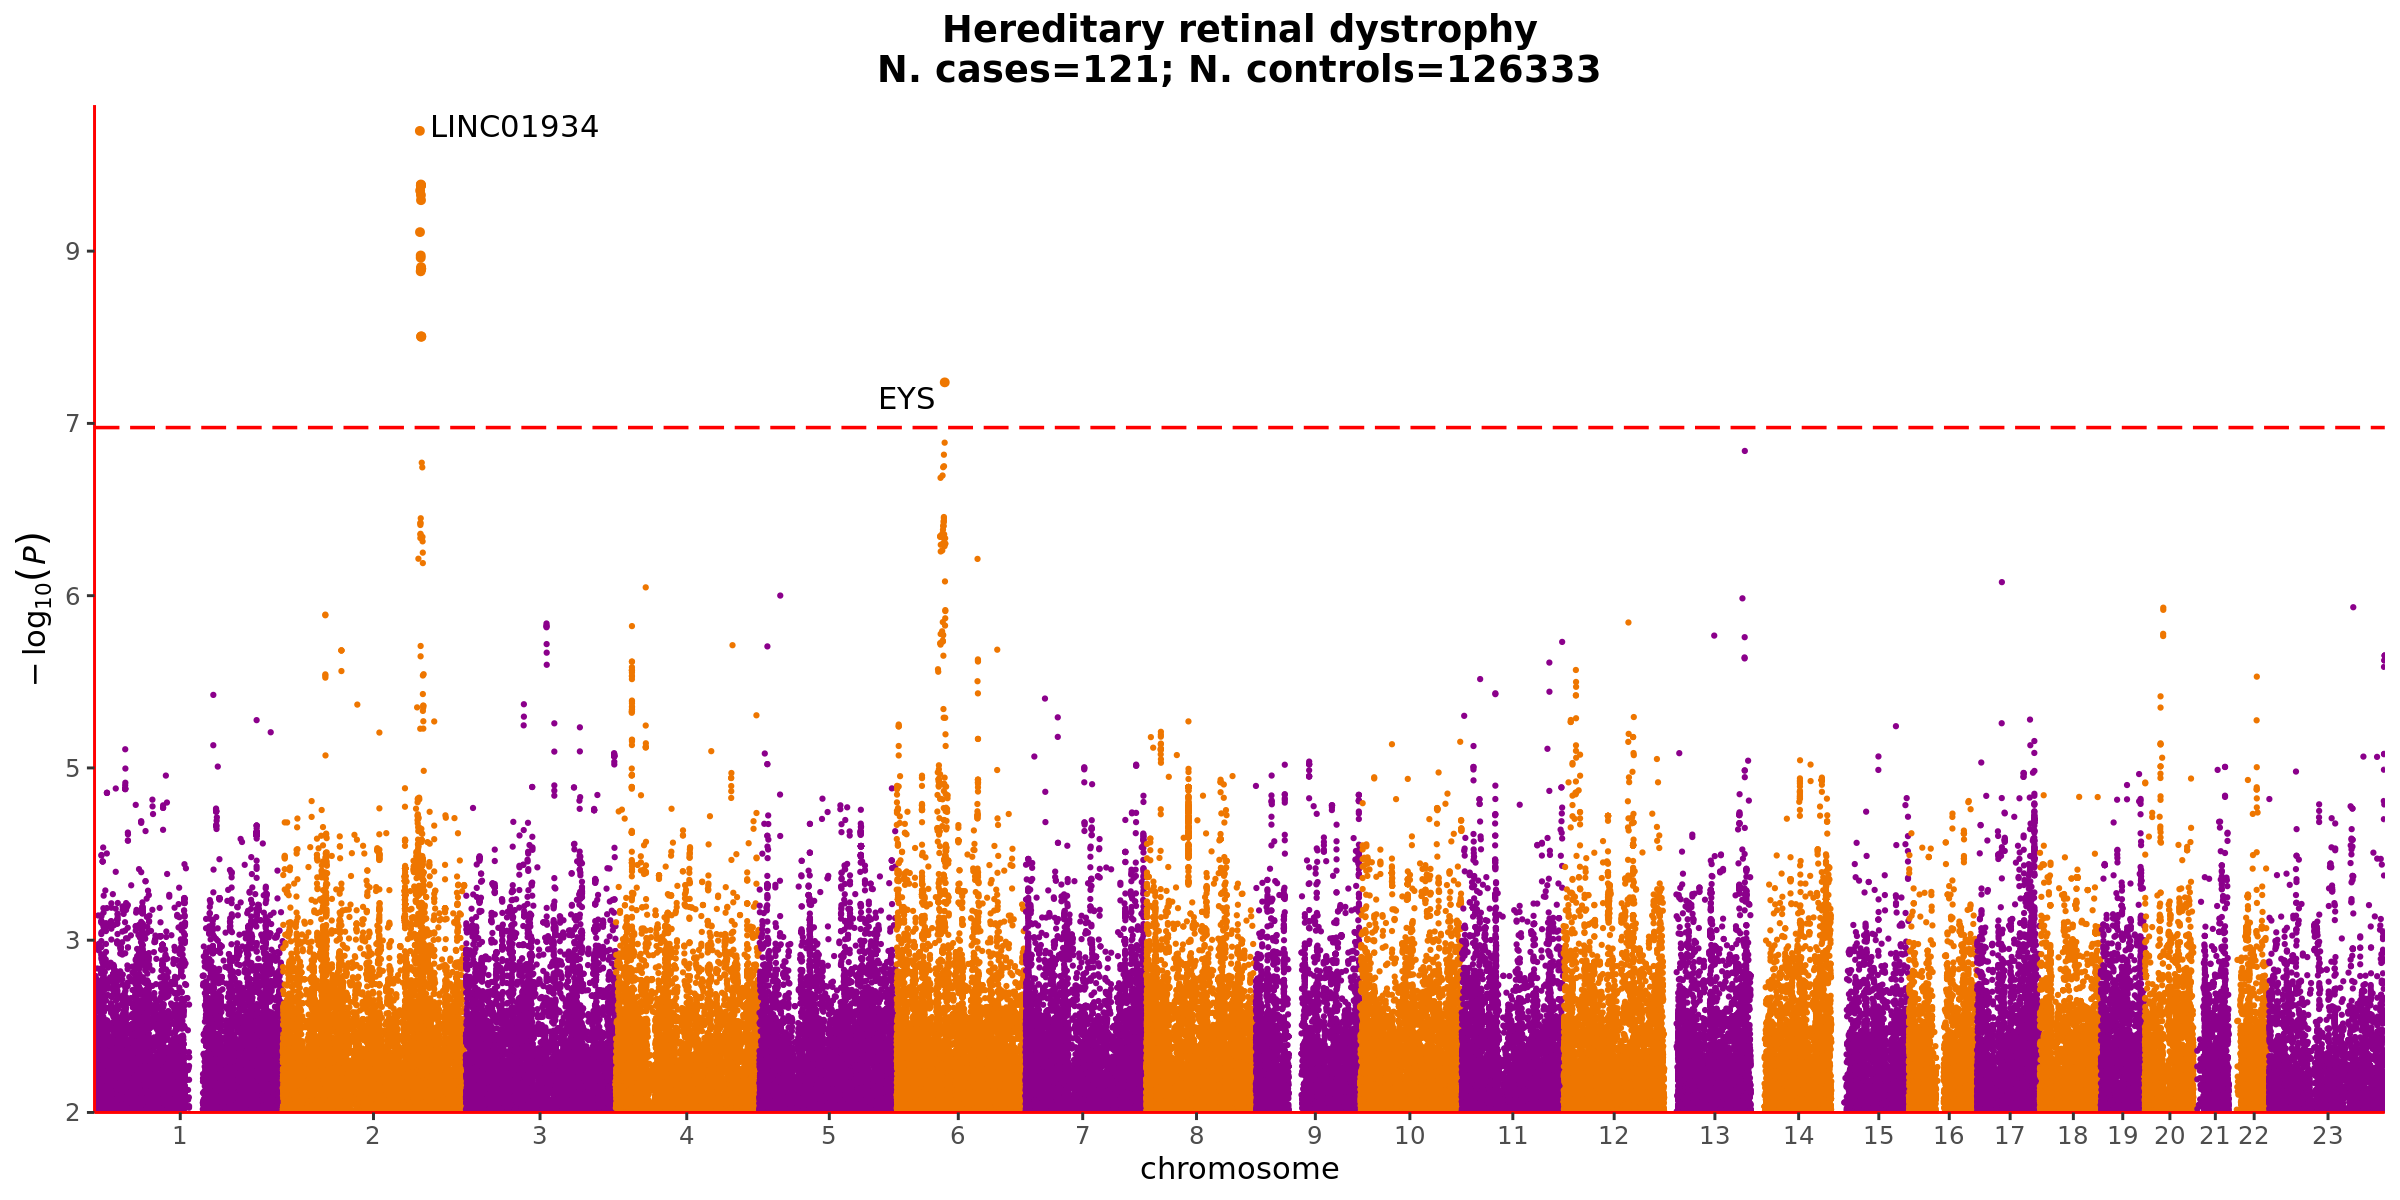 Hereditary retinal dystrophy
N. cases=121; N. controls=126333
LINC01934
9
EYS
7
6
5
3
2
− log10(P)
1 2 3 4 5 6 7 8 9 10 11 12 13 14 15 16 17 18 19 20 21 22 23
chromosome